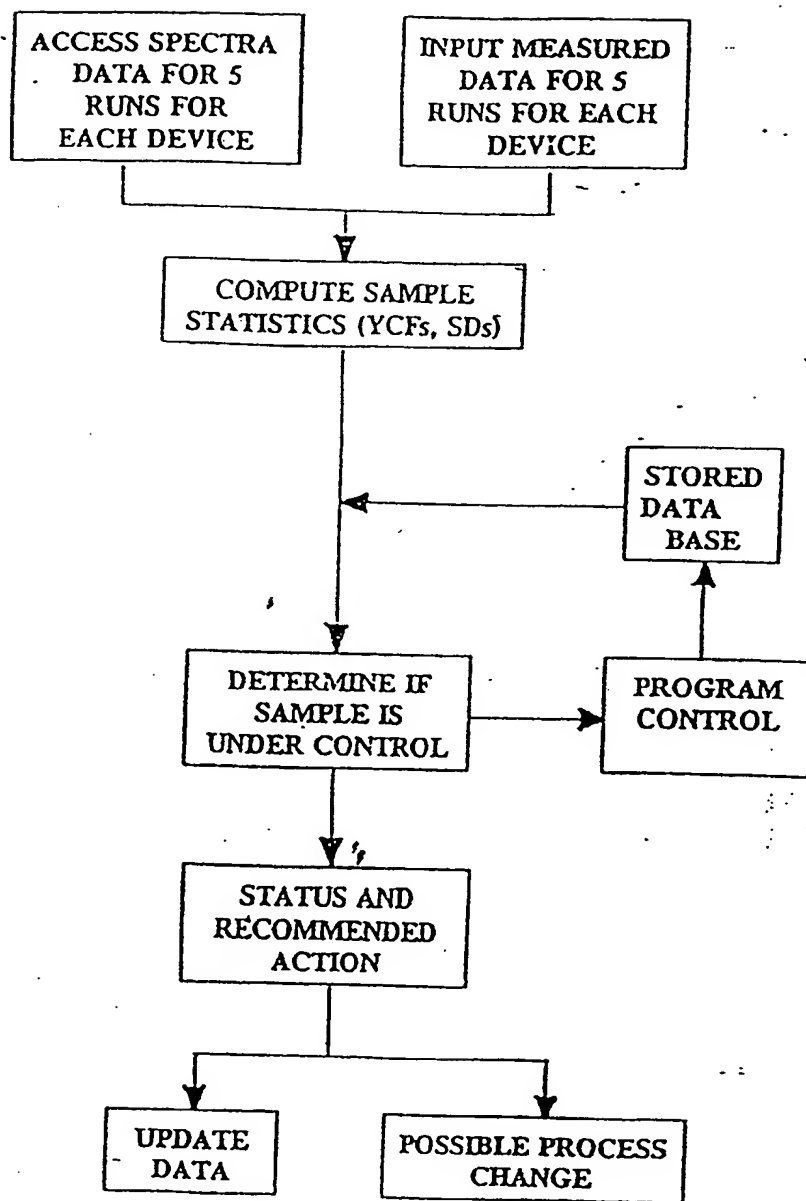 ACCESS SPECTRA
DATA FOR 5
RUNS FOR
EACH DEVICE
INPUT MEASURED
DATA FOR 5
RUNS FOR EACH
DEVICE
COMPUTE SAMPLE
STATISTICS (YCFs, SDs)
STORED
DATA
BASE
DETERMINE IF
SAMPLE IS
UNDER CONTROL
PROGRAM
CONTROL
STATUS AND
RECOMMENDED
ACTION
UPDATE
DATA
POSSIBLE PROCESS
CHANGE